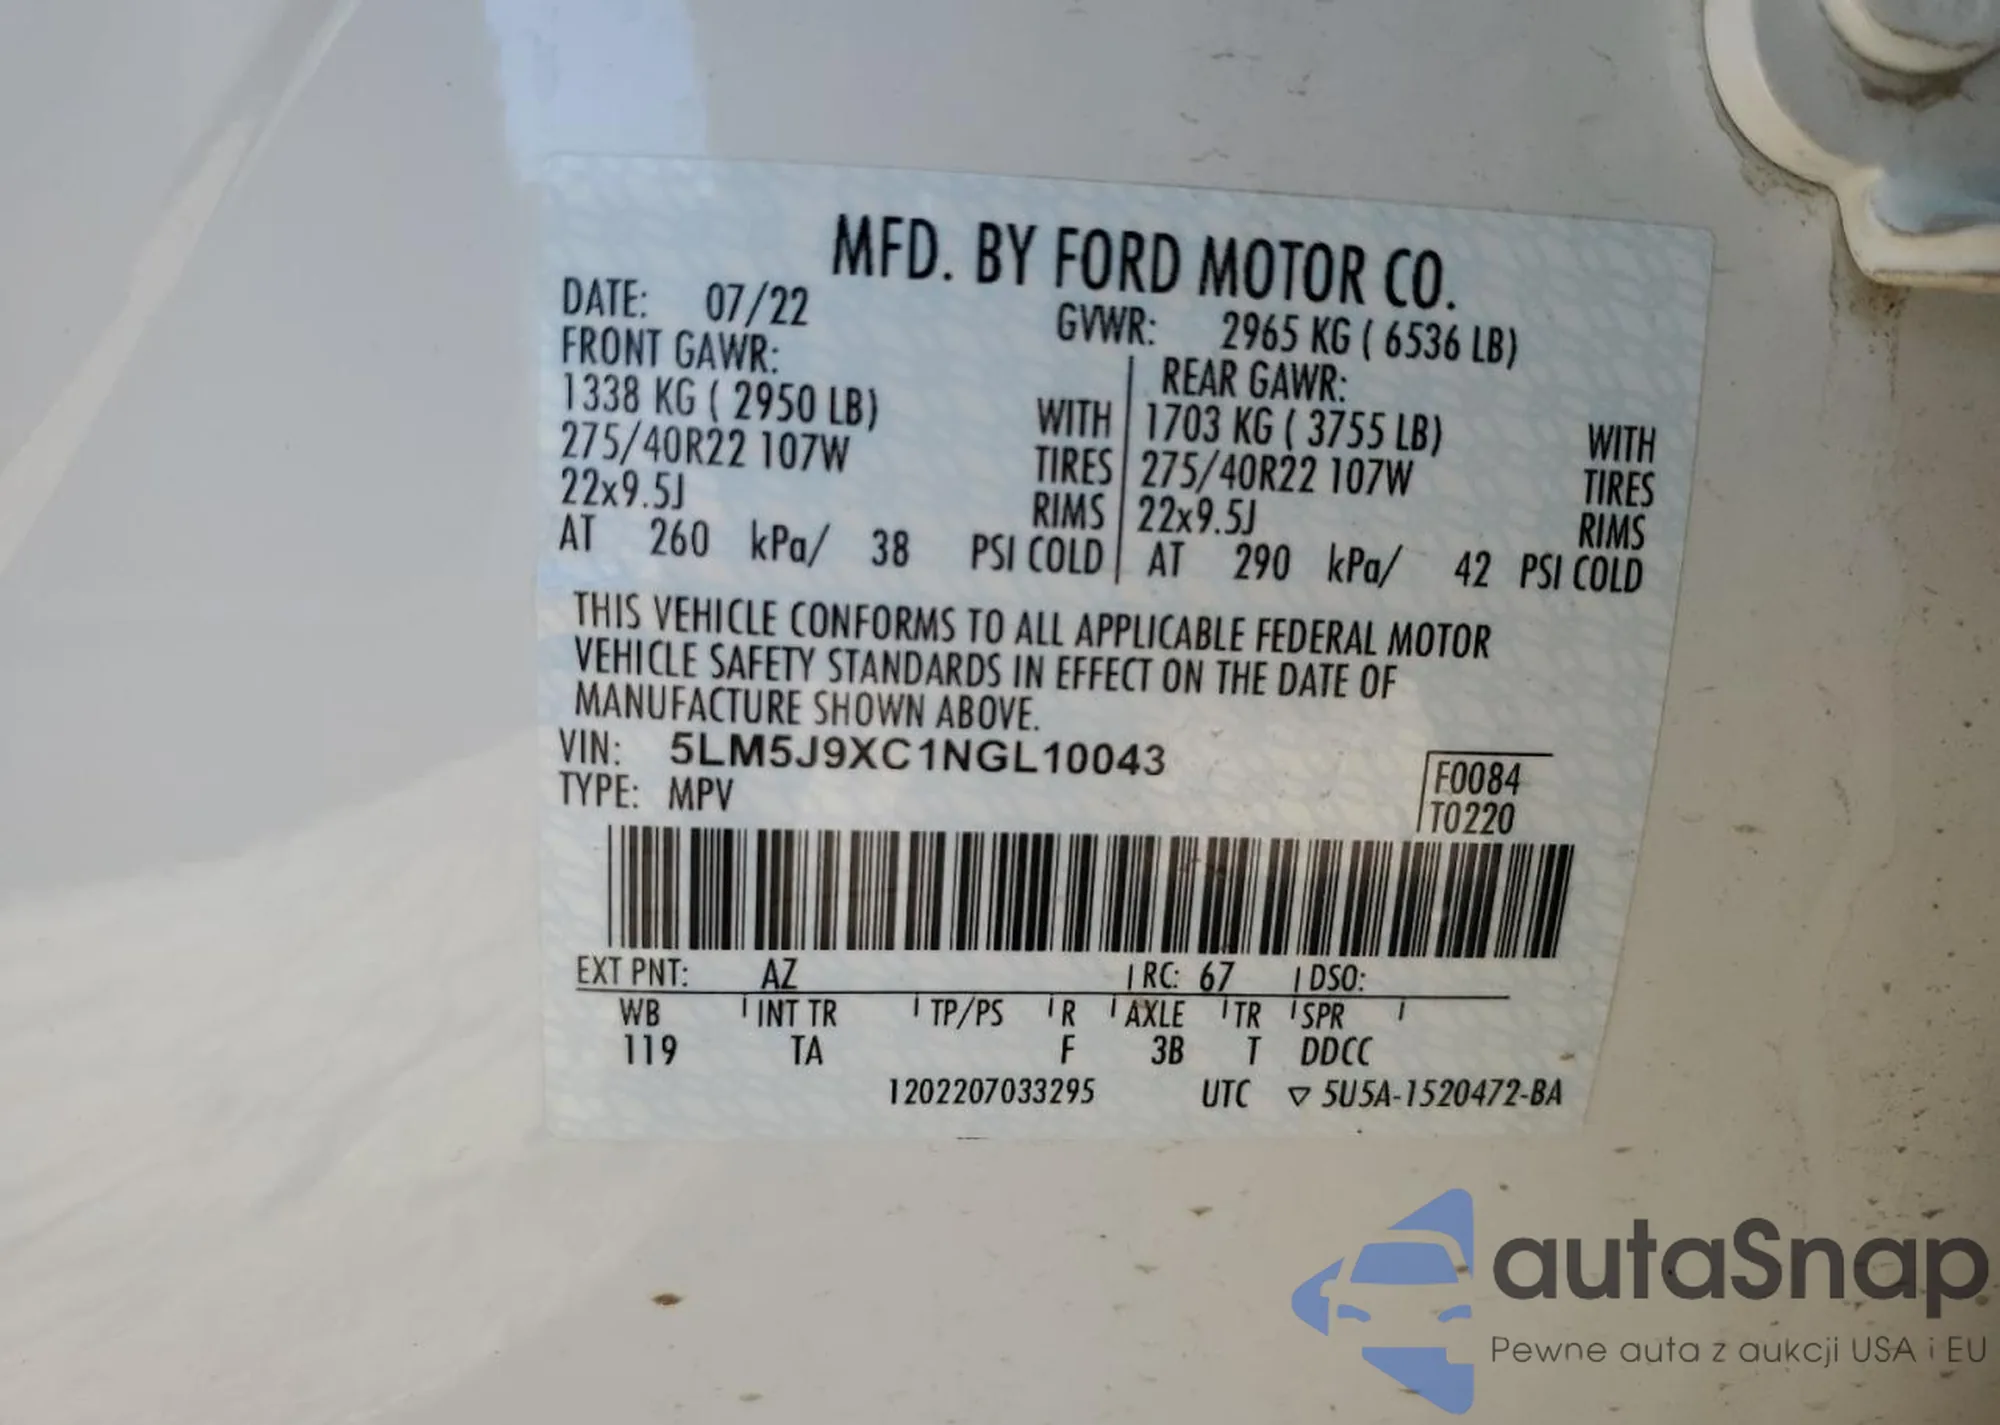 MFD. BY FORD MOTOR CO.
DATE: 07/22 GVWR: 2965 KG ( 6536 LB)
FRONT GAWR: REAR GAWR:
1338 KG ( 2950 LB) WITH 1703 KG ( 3755 LB) WITH
275/40R22 107W TIRES 275/40R22 107W TIRES
22x9.5J RIMS 22x9.5J RIMS
AT 260 kPa/ 38 PSI COLD AT 290 kPa/ 42 PSI COLD
THIS VEHICLE CONFORMS TO ALL APPLICABLE FEDERAL MOTOR
VEHICLE SAFETY STANDARDS IN EFFECT ON THE DATE OF
MANUFACTURE SHOWN ABOVE.
VIN: 5LM5J9XC1NGL10043
F0084
TYPE: MPV
T0220
EXT PNT: AZ RC: 67 DSO:
WB INT TR TP/PS R AXLE TR SPR
119 TA F 3B T DDCC
1202207033295 UTC ▽ 5U5A-1520472-BA
autaSnap
Pewne auta z aukcji USA i EU